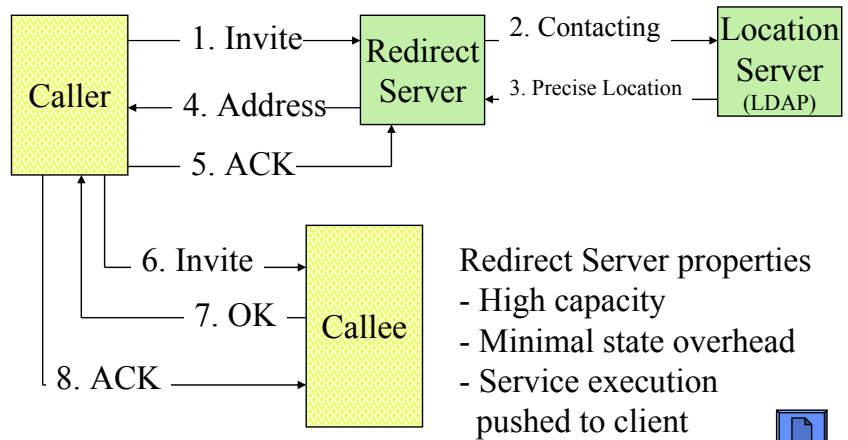 1. Invite
2. Contacting
Location
Server
(LDAP)
Redirect
Server
Caller
3. Precise Location
4. Address
5. ACK
6. Invite
7. OK
8. ACK
Callee
Redirect Server properties
- High capacity
- Minimal state overhead
- Service execution
pushed to client